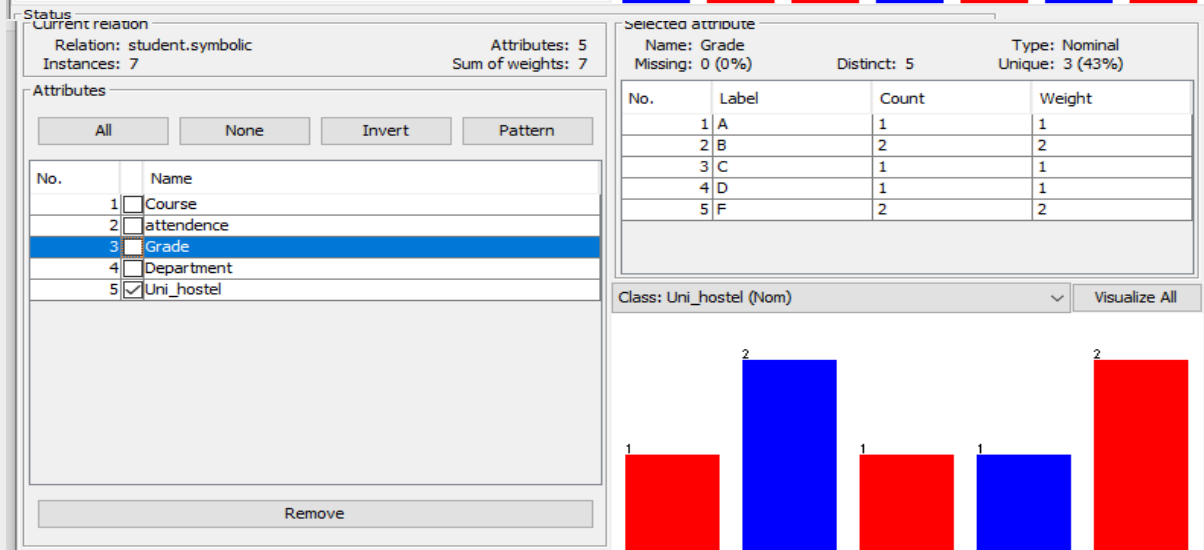 Status
Current relation
Relation: student.symbolic Attributes: 5
Instances: 7 Sum of weights: 7
Attributes
All None Invert Pattern
No. Name
1 Course
2 attendence
3 Grade
4 Department
5 Uni_hostel
Remove
Selected attribute
Name: Grade Type: Nominal
Missing: 0 (0%) Distinct: 5 Unique: 3 (43%)
No. Label Count Weight
1 A 1 1
2 B 2 2
3 C 1 1
4 D 1 1
5 F 2 2
Class: Uni_hostel (Nom) Visualize All
2 2
1 1 1